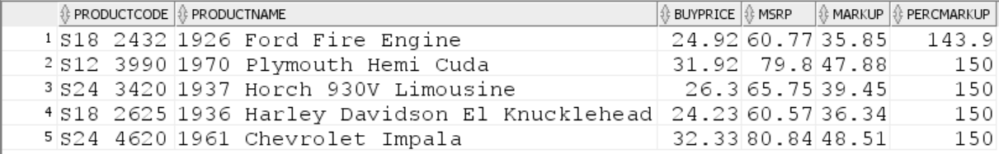 PRODUCTCODE PRODUCTNAME BUYPRICE MSRP MARKUP PERCMARKUP
1 S18 2432 1926 Ford Fire Engine 24.92 60.77 35.85 143.9
2 S12 3990 1970 Plymouth Hemi Cuda 31.92 79.8 47.88 150
3 S24 3420 1937 Horch 930V Limousine 26.3 65.75 39.45 150
4 S18 2625 1936 Harley Davidson El Knucklehead 24.23 60.57 36.34 150
5 S24 4620 1961 Chevrolet Impala 32.33 80.84 48.51 150